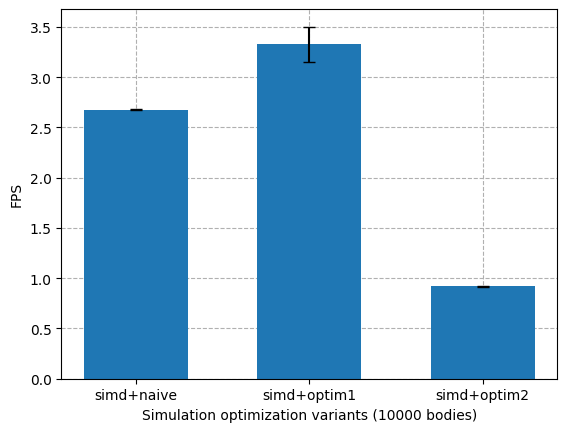 FPS
3.5
3.0
2.5
2.0
1.5
1.0
0.5
0.0
simd+naive simd+optim1 simd+optim2
Simulation optimization variants (10000 bodies)